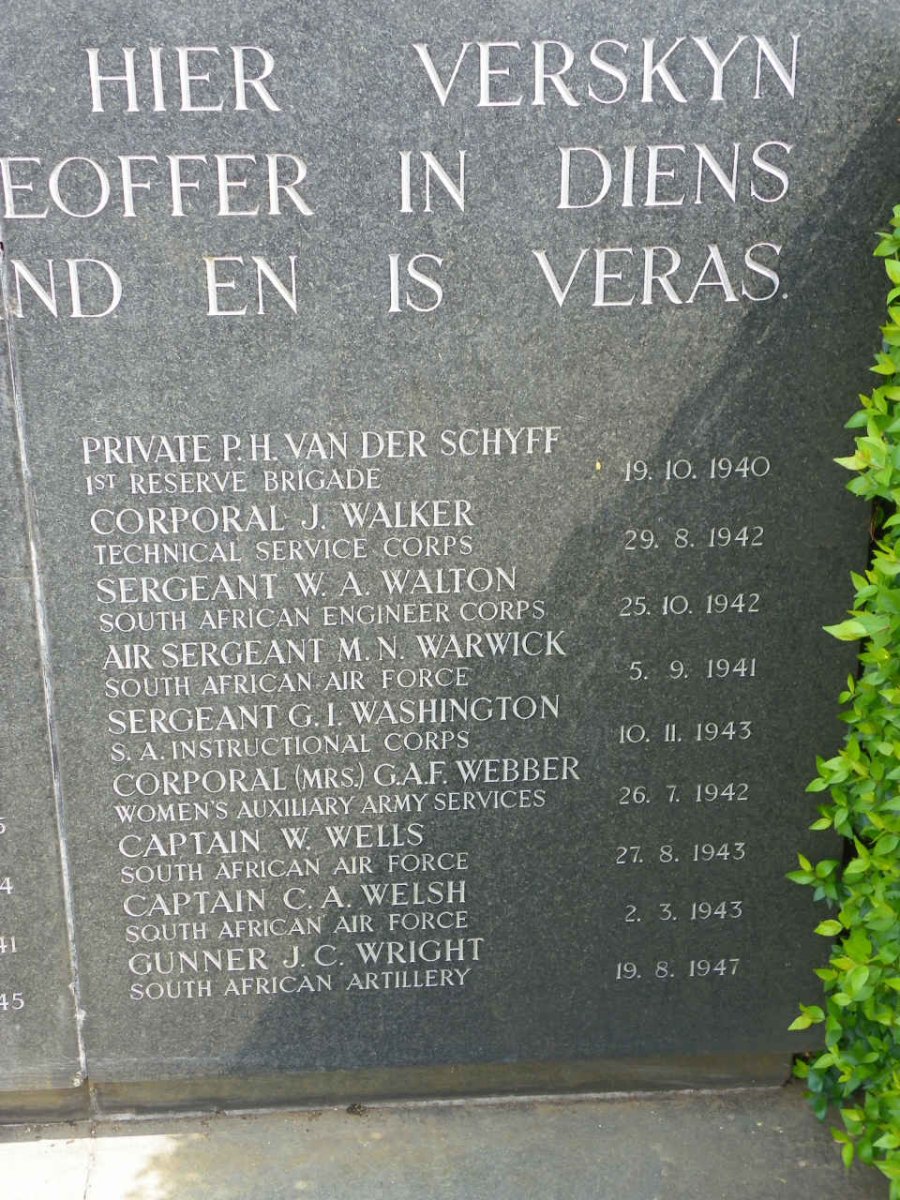 HIER VERSKYN
EOFFER IN DIENS
ND EN IS VERAS.
PRIVATE P. H. VAN DER SCHYFF
1ST RESERVE BRIGADE 19. 10. 1940
CORPORAL J. WALKER
TECHNICAL SERVICE CORPS 29. 8. 1942
SERGEANT W. A. WALTON
SOUTH AFRICAN ENGINEER CORPS 25. 10. 1942
AIR SERGEANT M. N. WARWICK
SOUTH AFRICAN AIR FORCE 5. 9. 1941
SERGEANT G. I. WASHINGTON
S. A. INSTRUCTIONAL CORPS 10. 11. 1943
CORPORAL (MRS.) G.A.F. WEBBER
WOMEN'S AUXILIARY ARMY SERVICES 26. 7. 1942
CAPTAIN W. WELLS
SOUTH AFRICAN AIR FORCE 27. 8. 1943
CAPTAIN C. A. WELSH
SOUTH AFRICAN AIR FORCE 2. 3. 1943
GUNNER J. C. WRIGHT
SOUTH AFRICAN ARTILLERY 19. 8. 1947
5
4
41
45